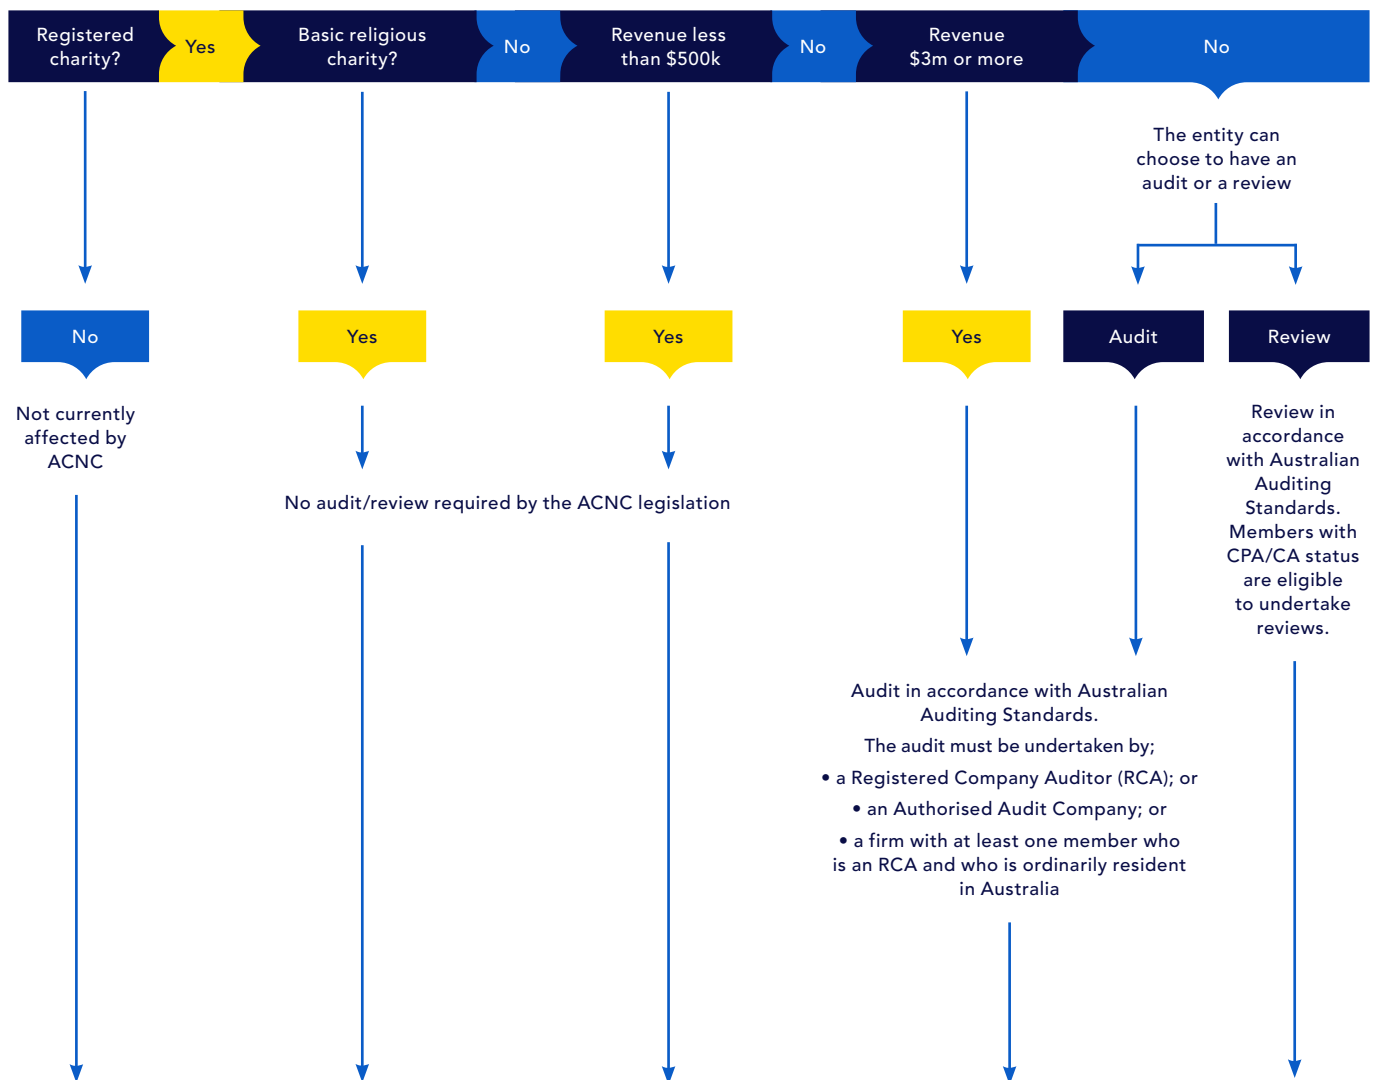 Registered
charity?
Yes
Basic religious
charity?
No
Revenue less
than $500k
No
Revenue
$3m or more
No
The entity can
choose to have an
audit or a review
No
Yes
Yes
Yes
Audit
Review
Not currently
affected by
ACNC
No audit/review required by the ACNC legislation
Review in
accordance
with Australian
Auditing
Standards.
Members with
CPA/CA status
are eligible
to undertake
reviews.
Audit in accordance with Australian
Auditing Standards.
The audit must be undertaken by;
• a Registered Company Auditor (RCA); or
• an Authorised Audit Company; or
• a firm with at least one member who
is an RCA and who is ordinarily resident
in Australia